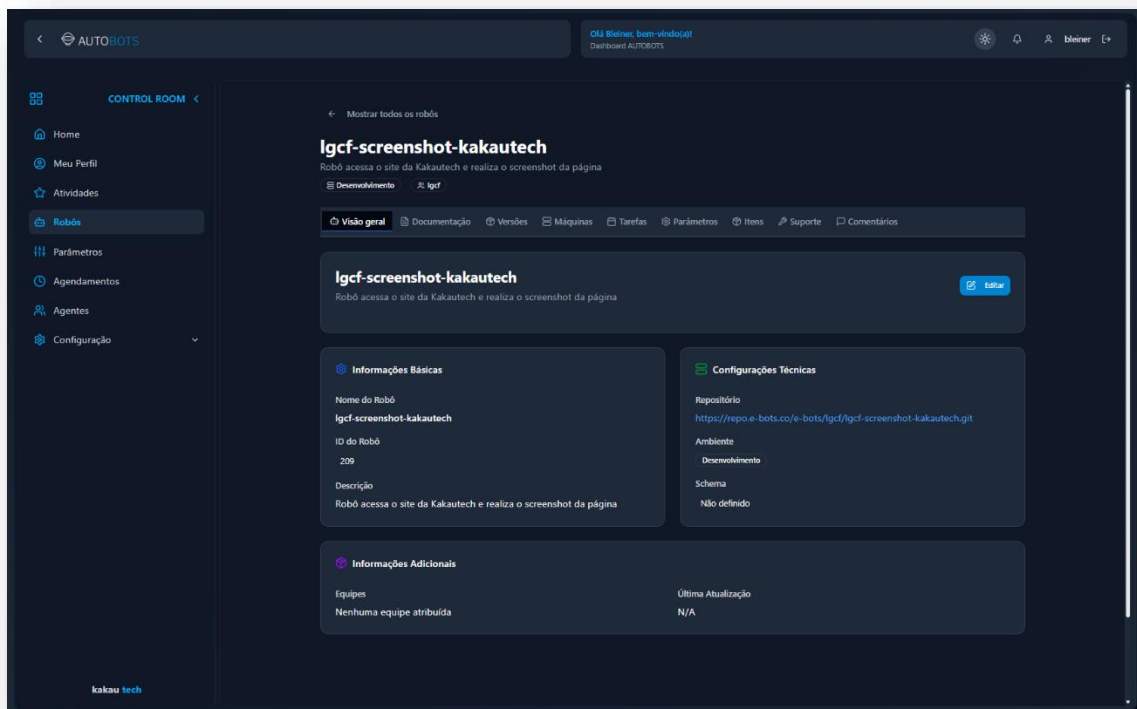 AUTOBOTS
Olá Bleiner, bem-vindo(a)!
Dashboard AUTOBOTS
bleiner
CONTROL ROOM
Home
Meu Perfil
Atividades
Robôs
Parâmetros
Agendamentos
Agentes
Configuração
kakau tech
Mostrar todos os robôs
lgcf-screenshot-kakautech
Robô acessa o site da Kakautech e realiza o screenshot da página
Desenvolvimento lgcf
Visão geral Documentação Versões Máquinas Tarefas Parâmetros Itens Suporte Comentários
lgcf-screenshot-kakautech
Robô acessa o site da Kakautech e realiza o screenshot da página
Editar
Informações Básicas
Nome do Robô
lgcf-screenshot-kakautech
ID do Robô
209
Descrição
Robô acessa o site da Kakautech e realiza o screenshot da página
Configurações Técnicas
Repositório
https://repo.e-bots.co/e-bots/lgcf/lgcf-screenshot-kakautech.git
Ambiente
Desenvolvimento
Schema
Não definido
Informações Adicionais
Equipes
Nenhuma equipe atribuída
Última Atualização
N/A